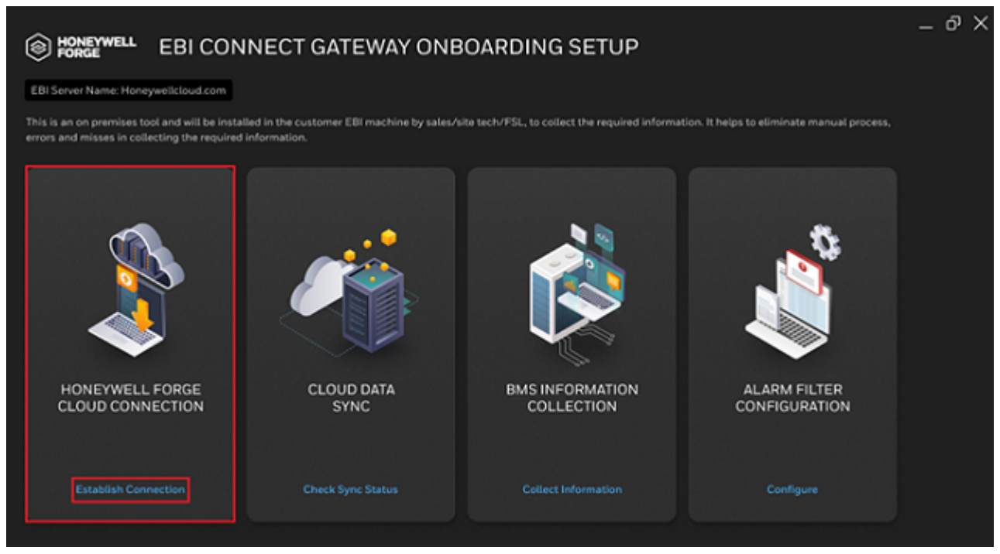 HONEYWELL
FORGE
EBI CONNECT GATEWAY ONBOARDING SETUP
EBI Server Name: Honeywellcloud.com
This is an on premises tool and will be installed in the customer EBI machine by sales/site tech/FSL, to collect the required information. It helps to eliminate manual process,
errors and misses in collecting the required information.
HONEYWELL FORGE
CLOUD CONNECTION
Establish Connection
CLOUD DATA
SYNC
Check Sync Status
BMS INFORMATION
COLLECTION
Collect Information
ALARM FILTER
CONFIGURATION
Configure